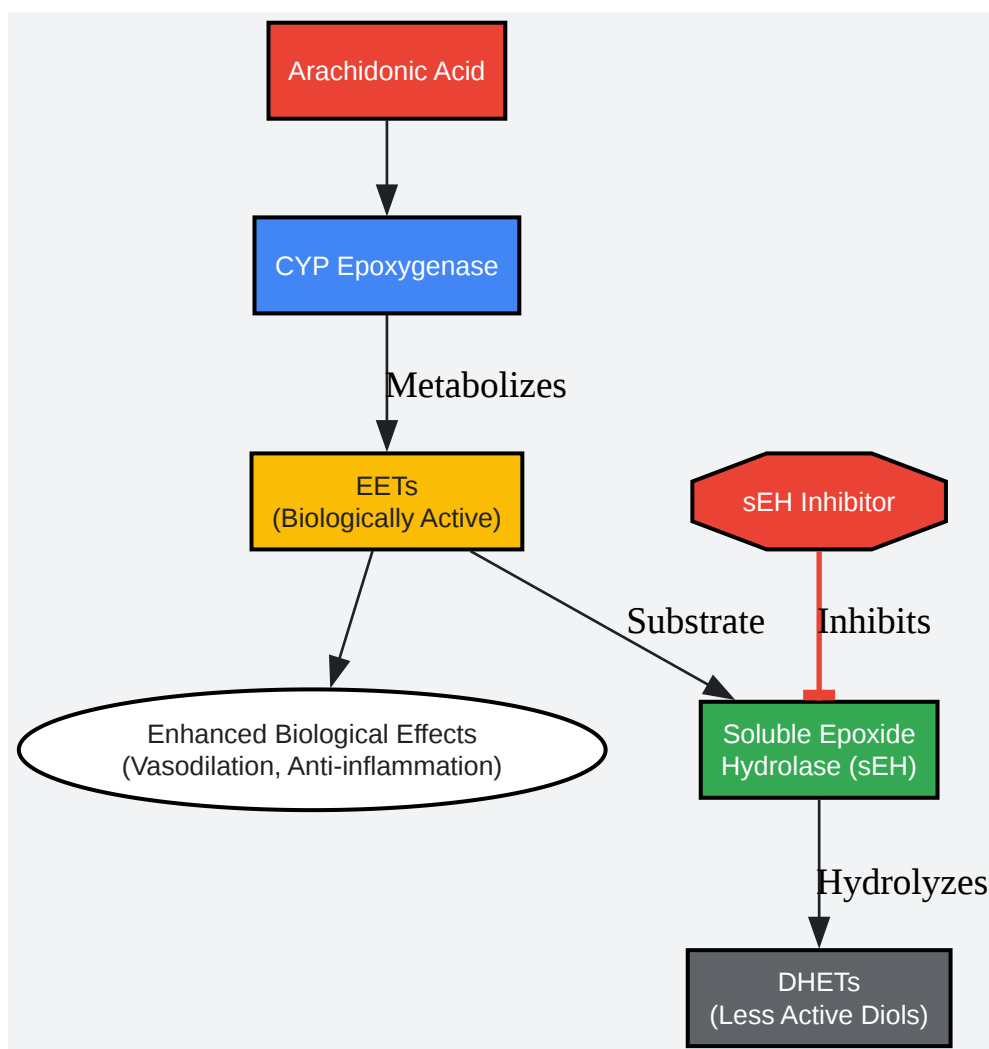 Arachidonic Acid
CYP Epoxygenase
Metabolizes
EETs
(Biologically Active)
sEH Inhibitor
Substrate
Inhibits
Enhanced Biological Effects
(Vasodilation, Anti-inflammation)
Soluble Epoxide
Hydrolase (sEH)
Hydrolyzes
DHETs
(Less Active Diols)